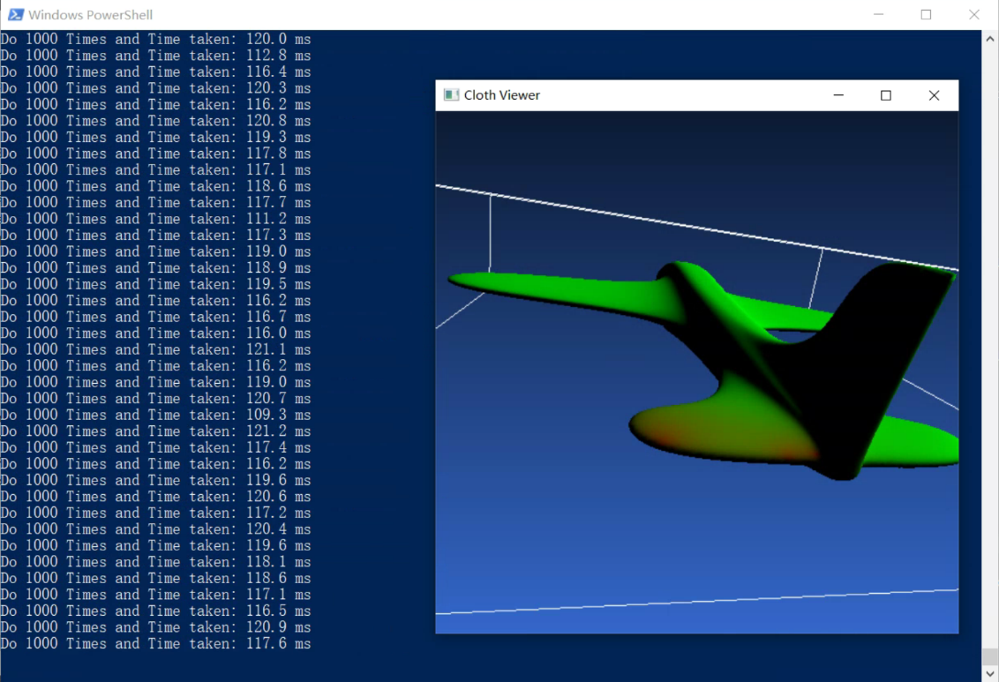 Windows PowerShell
Do 1000 Times and Time taken: 120.0 ms
Do 1000 Times and Time taken: 112.8 ms
Do 1000 Times and Time taken: 116.4 ms
Do 1000 Times and Time taken: 120.3 ms
Do 1000 Times and Time taken: 116.2 ms
Do 1000 Times and Time taken: 120.8 ms
Do 1000 Times and Time taken: 119.3 ms
Do 1000 Times and Time taken: 117.8 ms
Do 1000 Times and Time taken: 117.1 ms
Do 1000 Times and Time taken: 118.6 ms
Do 1000 Times and Time taken: 117.7 ms
Do 1000 Times and Time taken: 111.2 ms
Do 1000 Times and Time taken: 117.3 ms
Do 1000 Times and Time taken: 119.0 ms
Do 1000 Times and Time taken: 118.9 ms
Do 1000 Times and Time taken: 119.5 ms
Do 1000 Times and Time taken: 116.2 ms
Do 1000 Times and Time taken: 116.7 ms
Do 1000 Times and Time taken: 116.0 ms
Do 1000 Times and Time taken: 121.1 ms
Do 1000 Times and Time taken: 116.2 ms
Do 1000 Times and Time taken: 119.0 ms
Do 1000 Times and Time taken: 120.7 ms
Do 1000 Times and Time taken: 109.3 ms
Do 1000 Times and Time taken: 121.2 ms
Do 1000 Times and Time taken: 117.4 ms
Do 1000 Times and Time taken: 116.2 ms
Do 1000 Times and Time taken: 119.6 ms
Do 1000 Times and Time taken: 120.6 ms
Do 1000 Times and Time taken: 117.2 ms
Do 1000 Times and Time taken: 120.4 ms
Do 1000 Times and Time taken: 119.6 ms
Do 1000 Times and Time taken: 118.1 ms
Do 1000 Times and Time taken: 118.6 ms
Do 1000 Times and Time taken: 117.1 ms
Do 1000 Times and Time taken: 116.5 ms
Do 1000 Times and Time taken: 120.9 ms
Do 1000 Times and Time taken: 117.6 ms
Cloth Viewer